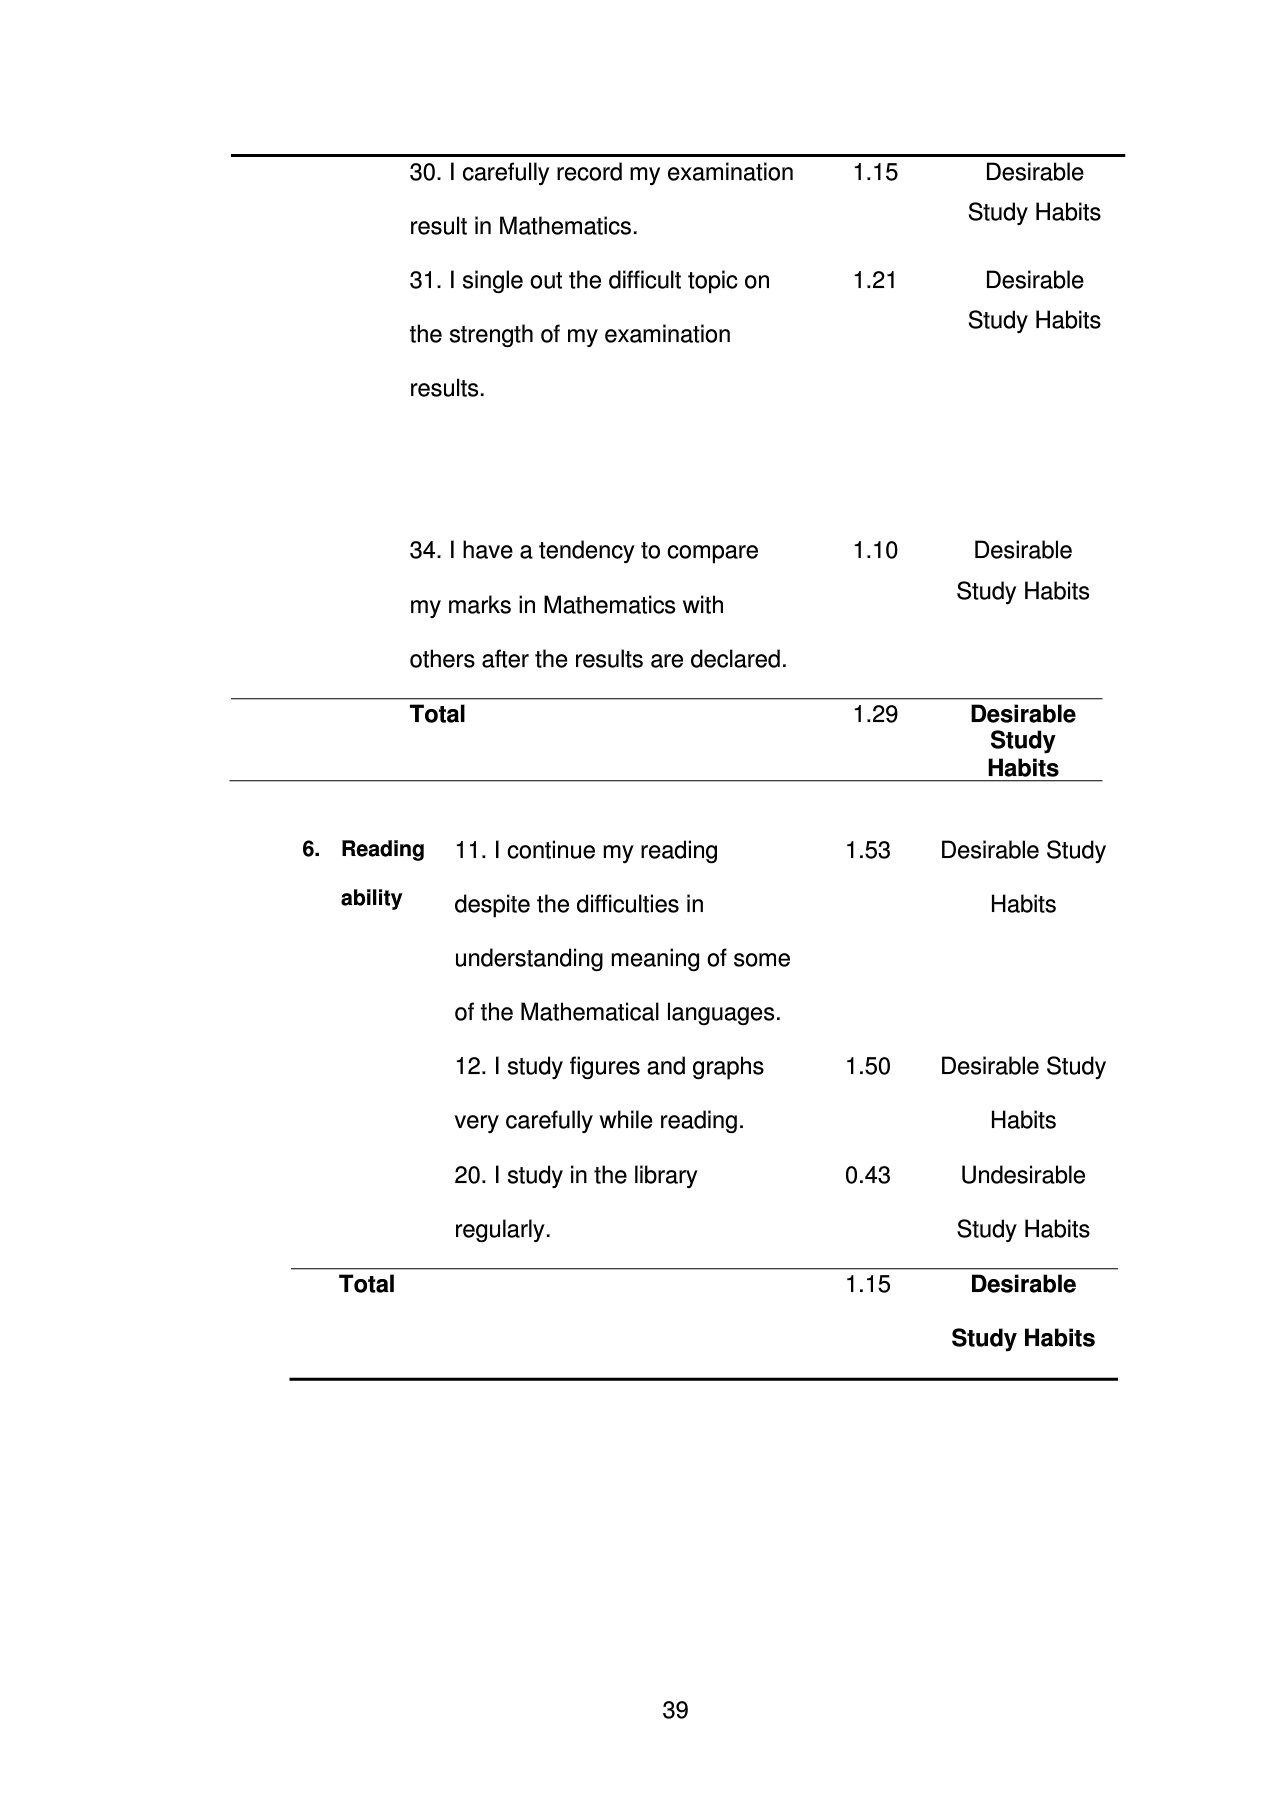 30. I carefully record my examination 1.15 Desirable
result in Mathematics. Study Habits
31. I single out the difficult topic on 1.21 Desirable
the strength of my examination Study Habits
results.
34. I have a tendency to compare 1.10 Desirable
my marks in Mathematics with Study Habits
others after the results are declared.
Total 1.29 Desirable
Study
Habits
6. Reading 11. I continue my reading 1.53 Desirable Study
ability despite the difficulties in Habits
understanding meaning of some
of the Mathematical languages.
12. I study figures and graphs 1.50 Desirable Study
very carefully while reading. Habits
20. I study in the library 0.43 Undesirable
regularly. Study Habits
Total 1.15 Desirable
Study Habits
39